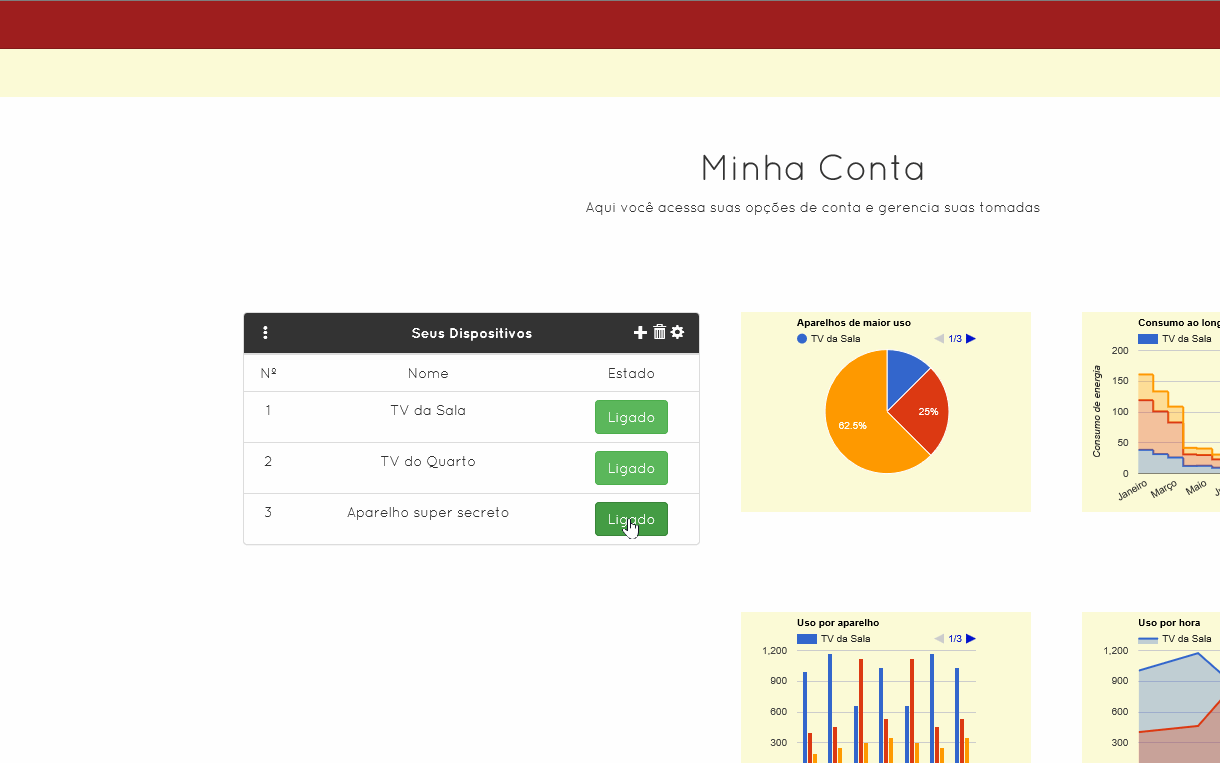 Minha Conta
Aqui você acessa suas opções de conta e gerencia suas tomadas
Seus Dispositivos
Nº Nome Estado
1 TV da Sala Ligado
2 TV do Quarto Ligado
3 Aparelho super secreto Ligado
Aparelhos de maior uso
TV da Sala 1/3
25%
62.5%
Consumo ao long
TV da Sala
200
150
100
50
0
Consumo de energia
Janeiro Março Maio
Uso por aparelho
TV da Sala 1/3
1,200
900
600
300
Uso por hora
TV da Sala
1,200
900
600
300